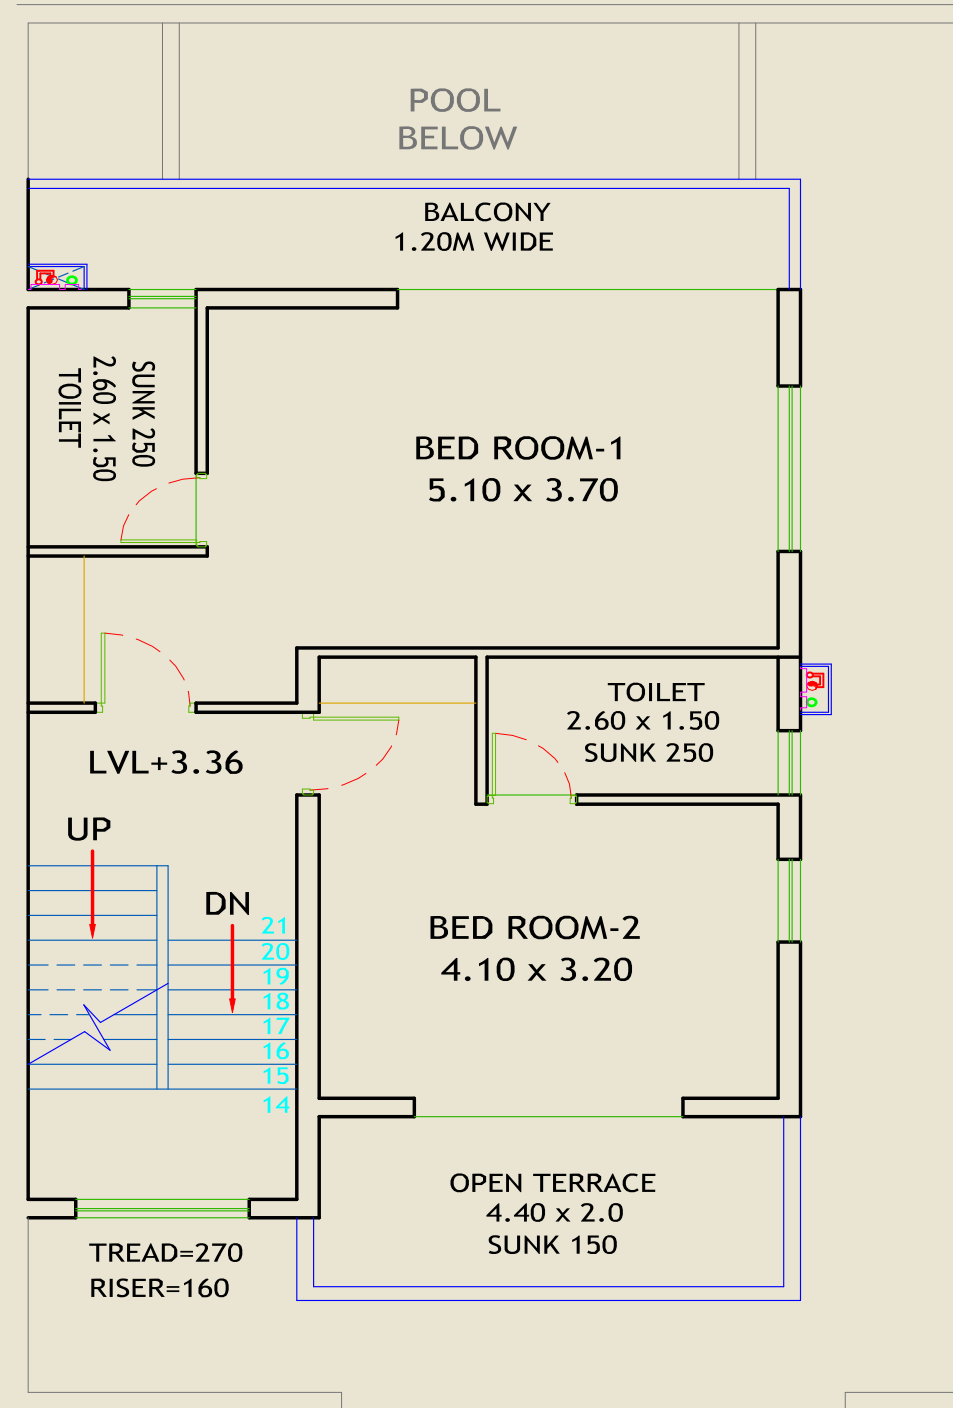 POOL
BELOW
BALCONY
1.20M WIDE
SUNK 250
2.60 x 1.50
TOILET
BED ROOM-1
5.10 x 3.70
TOILET
2.60 x 1.50
SUNK 250
LVL+3.36
UP
DN
21
20
19
18
17
16
15
14
BED ROOM-2
4.10 x 3.20
OPEN TERRACE
4.40 x 2.0
SUNK 150
TREAD=270
RISER=160